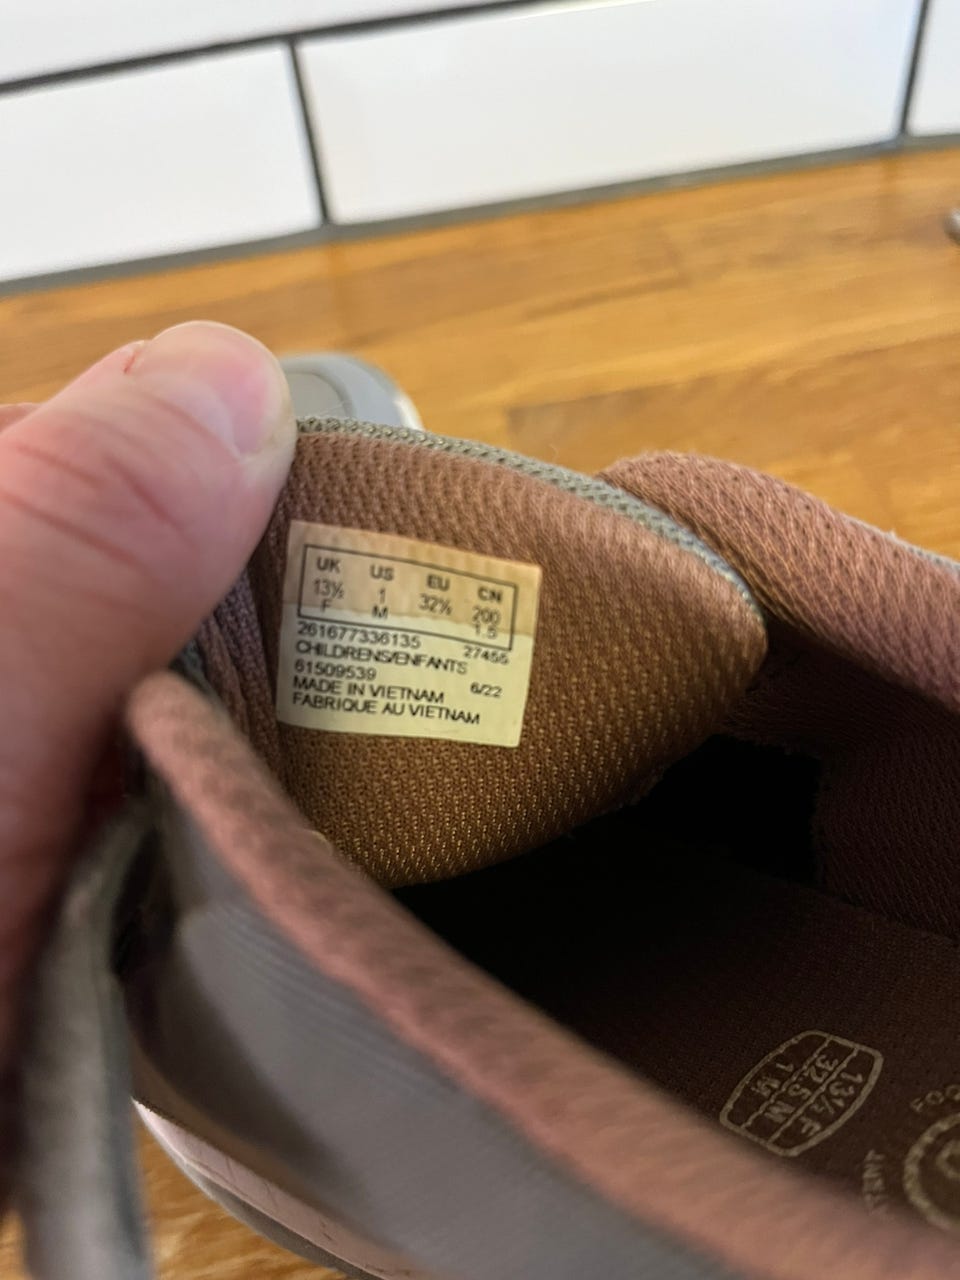 UK US EU CN
13½ 1 32½ 200
F M 1.5
261677336135 27455
CHILDRENS/ENFANTS
61509539 6/22
MADE IN VIETNAM
FABRIQUE AU VIETNAM
13½ F
32.5 M
1 M